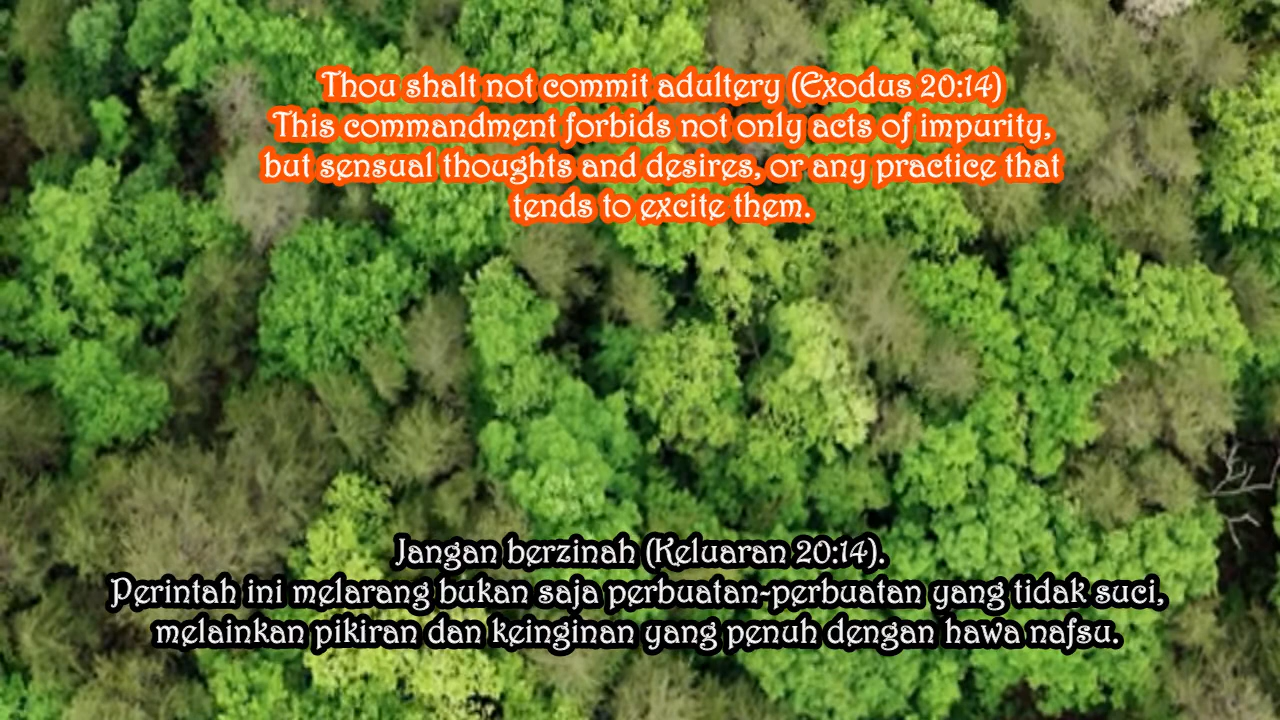 Thou shalt not commit adultery (Exodus 20:14)
This commandment forbids not only acts of impurity,
but sensual thoughts and desires, or any practice that
tends to excite them.
Jangan berzinah (Keluaran 20:14).
Perintah ini melarang bukan saja perbuatan-perbuatan yang tidak suci,
melainkan pikiran dan keinginan yang penuh dengan hawa nafsu.